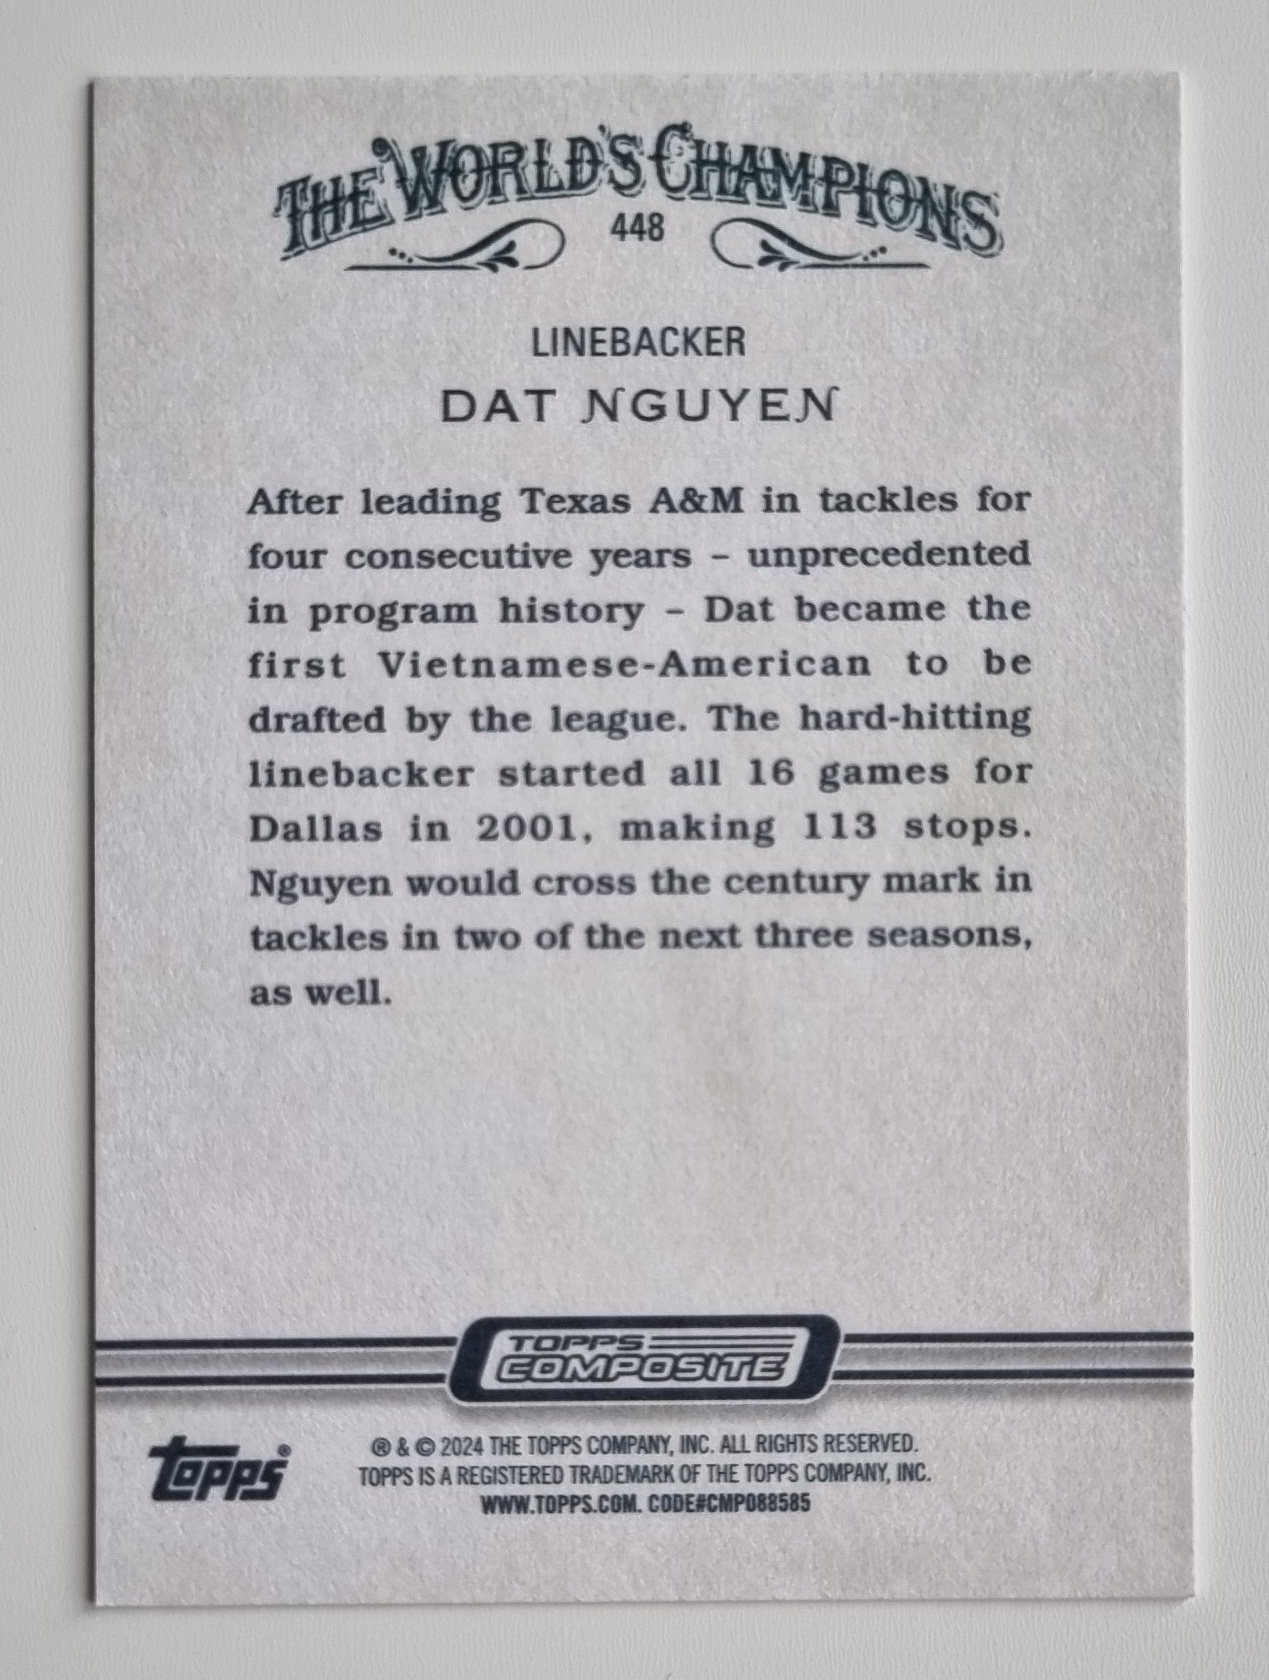 THE WORLD'S CHAMPIONS
448
LINEBACKER
DAT NGUYEN
After leading Texas A&M in tackles for
four consecutive years – unprecedented
in program history – Dat became the
first Vietnamese-American to be
drafted by the league. The hard-hitting
linebacker started all 16 games for
Dallas in 2001, making 113 stops.
Nguyen would cross the century mark in
tackles in two of the next three seasons,
as well.
TOPPS
COMPOSITE
topps®
® & © 2024 THE TOPPS COMPANY, INC. ALL RIGHTS RESERVED.
TOPPS IS A REGISTERED TRADEMARK OF THE TOPPS COMPANY, INC.
WWW.TOPPS.COM. CODE#CMP088585